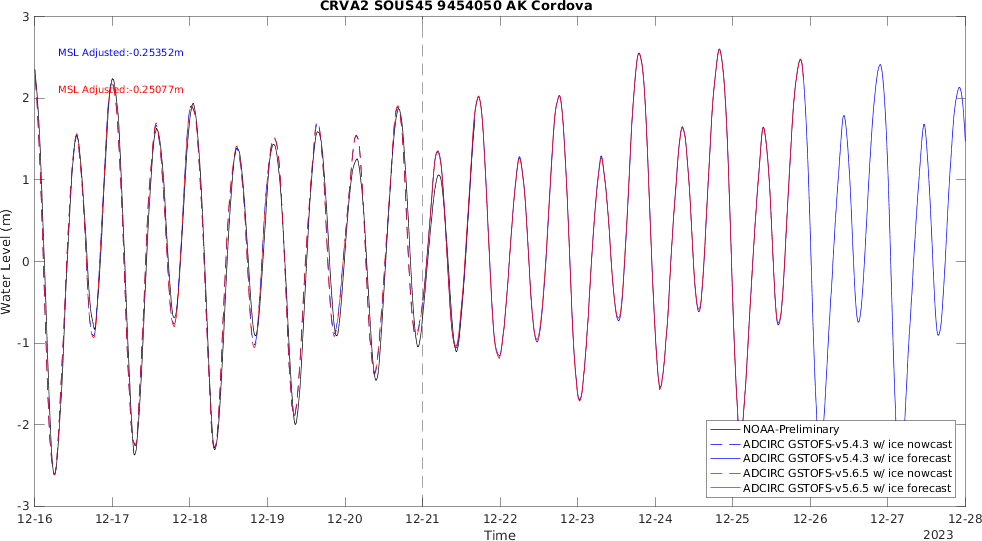 CRVA2 SOUS45 9454050 AK Cordova
MSL Adjusted:-0.25352m
MSL Adjusted:-0.25077m
3
2
1
0
-1
-2
-3
Water Level (m)
NOAA-Preliminary
ADCIRC GSTOFS-v5.4.3 w/ ice nowcast
ADCIRC GSTOFS-v5.4.3 w/ ice forecast
ADCIRC GSTOFS-v5.6.5 w/ ice nowcast
ADCIRC GSTOFS-v5.6.5 w/ ice forecast
12-16 12-17 12-18 12-19 12-20 12-21 12-22 12-23 12-24 12-25 12-26 12-27 12-28
Time
2023